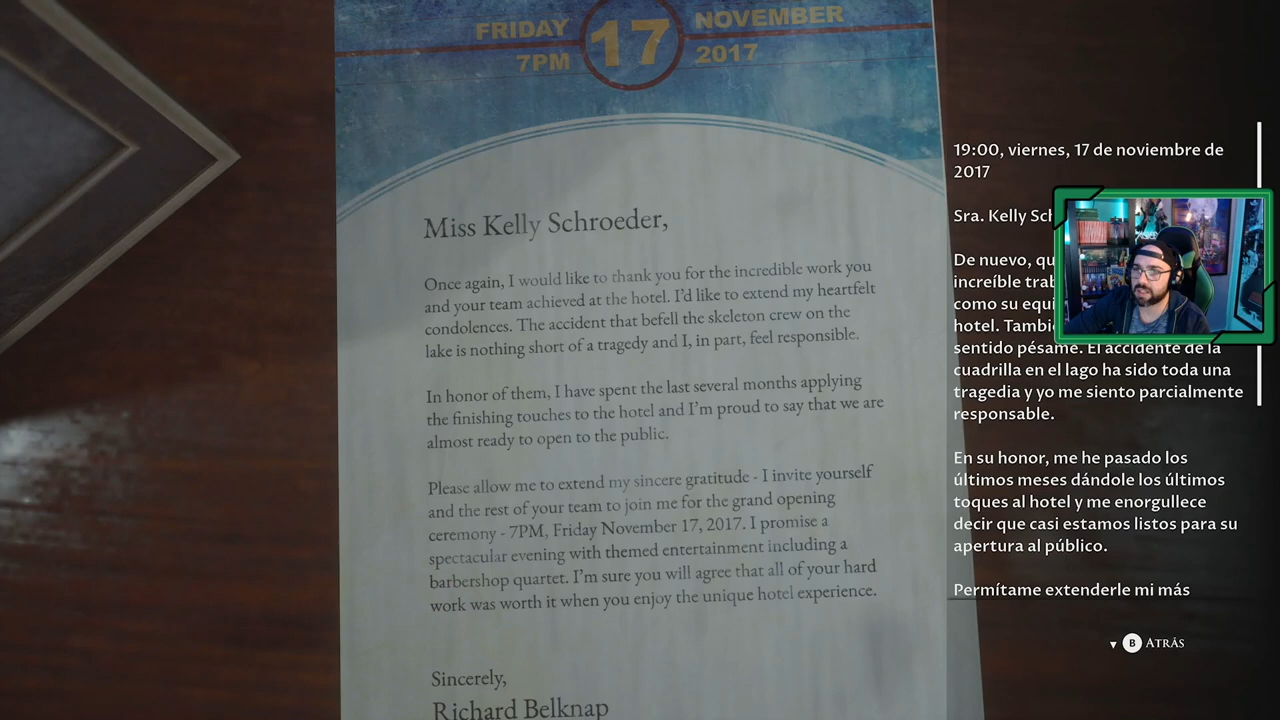 FRIDAY
7PM
17
NOVEMBER
2017
Miss Kelly Schroeder,
Once again, I would like to thank you for the incredible work you
and your team achieved at the hotel. I'd like to extend my heartfelt
condolences. The accident that befell the skeleton crew on the
lake is nothing short of a tragedy and I, in part, feel responsible.
In honor of them, I have spent the last several months applying
the finishing touches to the hotel and I'm proud to say that we are
almost ready to open to the public.
Please allow me to extend my sincere gratitude - I invite yourself
and the rest of your team to join me for the grand opening
ceremony - 7PM, Friday November 17, 2017. I promise a
spectacular evening with themed entertainment including a
barbershop quartet. I'm sure you will agree that all of your hard
work was worth it when you enjoy the unique hotel experience.
Sincerely,
Richard Belknap
19:00, viernes, 17 de noviembre de
2017
Sra. Kelly
De nuevo,
increíble
como su
hotel.
sentido pésame. El accidente de la
cuadrilla en el lago ha sido toda una
tragedia y yo me siento parcialmente
responsable.
En su honor, me he pasado los
últimos meses dándole los últimos
toques al hotel y me enorgullece
decir que casi estamos listos para su
apertura al público.
Permítame extenderle mi más
B ATRÁS